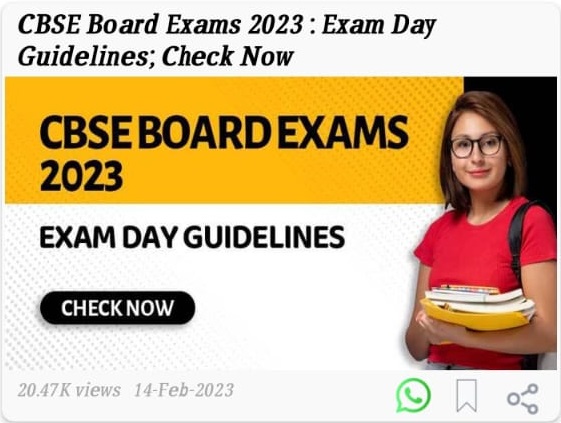 CBSE Board Exams 2023 : Exam Day
Guidelines; Check Now
CBSE BOARD EXAMS
2023
EXAM DAY GUIDELINES
CHECK NOW
20.47K views 14-Feb-2023